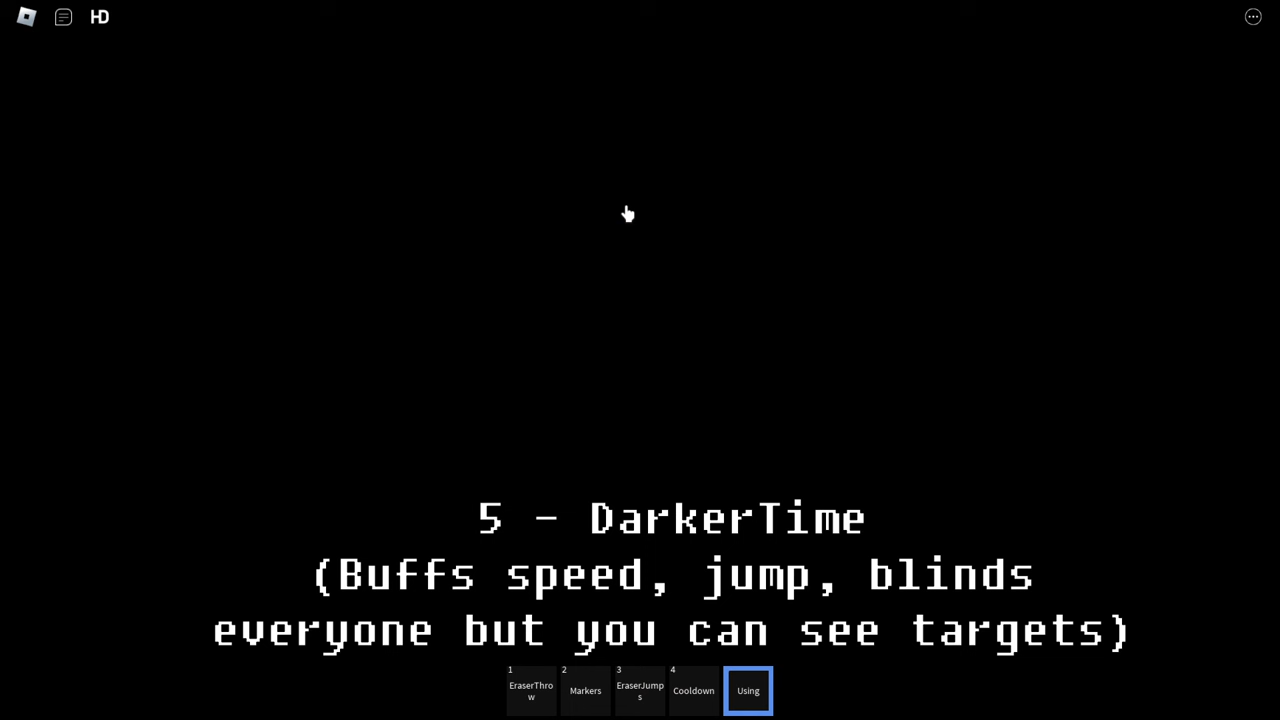 HD
5 - DarkerTime
(Buffs speed, jump, blinds
everyone but you can see targets)
1
EraserThro
w
2
Markers
3
EraserJump
s
4
Cooldown
Using